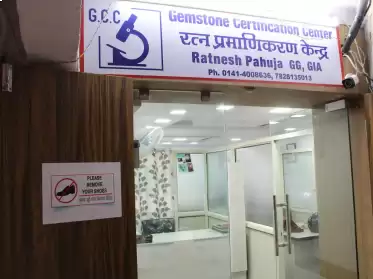 G.C.C
Gemstone Certification Center
रत्न प्रमाणिकरण केन्द्र
Ratnesh Pahuja GG, GIA
Ph. 0141-4008636, 7828135013
PLEASE
REMOVE
YOUR SHOES